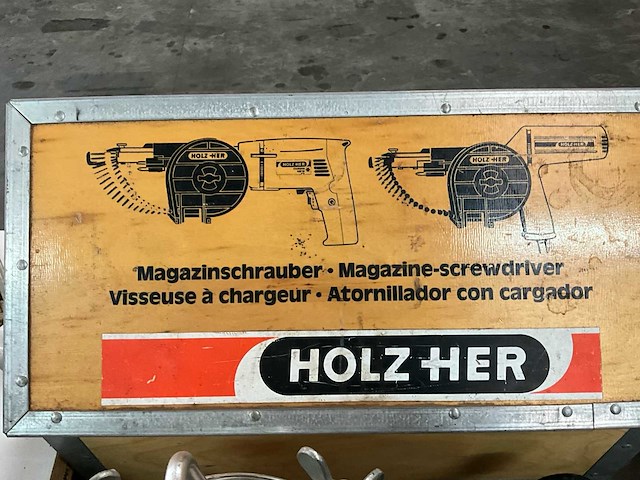 HOLZ-HER
HOLZ-HER
HOLZ-HER
HOLZ-HER
Magazinschrauber · Magazine-screwdriver
Visseuse à chargeur · Atornillador con cargador
HOLZ-HER